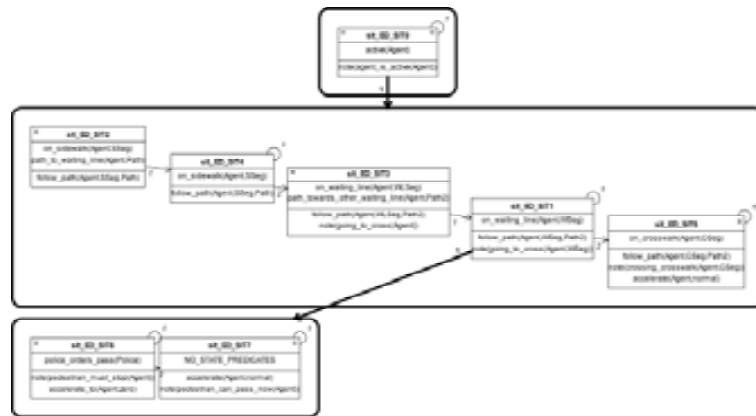 sit_ED_SIT0
active(Agent)
note(agent_is_active(Agent))
sit_ED_SIT2
on_sidewalk(Agent,SSeg)
path_to_waiting_line(Agent,Path)
follow_path(Agent,SSeg,Path)
sit_ED_SIT4
on_sidewalk(Agent,SSeg)
follow_path(Agent,SSeg,Path)
sit_ED_SIT3
on_waiting_line(Agent,WLSeg)
path_towards_other_waiting_line(Agent,Path2)
follow_path(Agent,WLSeg,Path2)
note(going_to_cross(Agent))
sit_ED_SIT1
on_waiting_line(Agent,WSeg)
follow_path(Agent,WSeg,Path2)
note(going_to_cross(Agent,WSeg))
sit_ED_SIT5
on_crosswalk(Agent,CSeg)
follow_path(Agent,CSeg,Path2)
note(crossing_crosswalk(Agent,CSeg))
accelerate(Agent,normal)
sit_ED_SIT6
police_orders_pass(Police)
note(pedestrian_must_stop(Agent))
accelerate_to(Agent,zero)
sit_ED_SIT7
NO_STATE_PREDICATES
accelerate(Agent,normal)
note(pedestrian_can_pass_now(Agent))